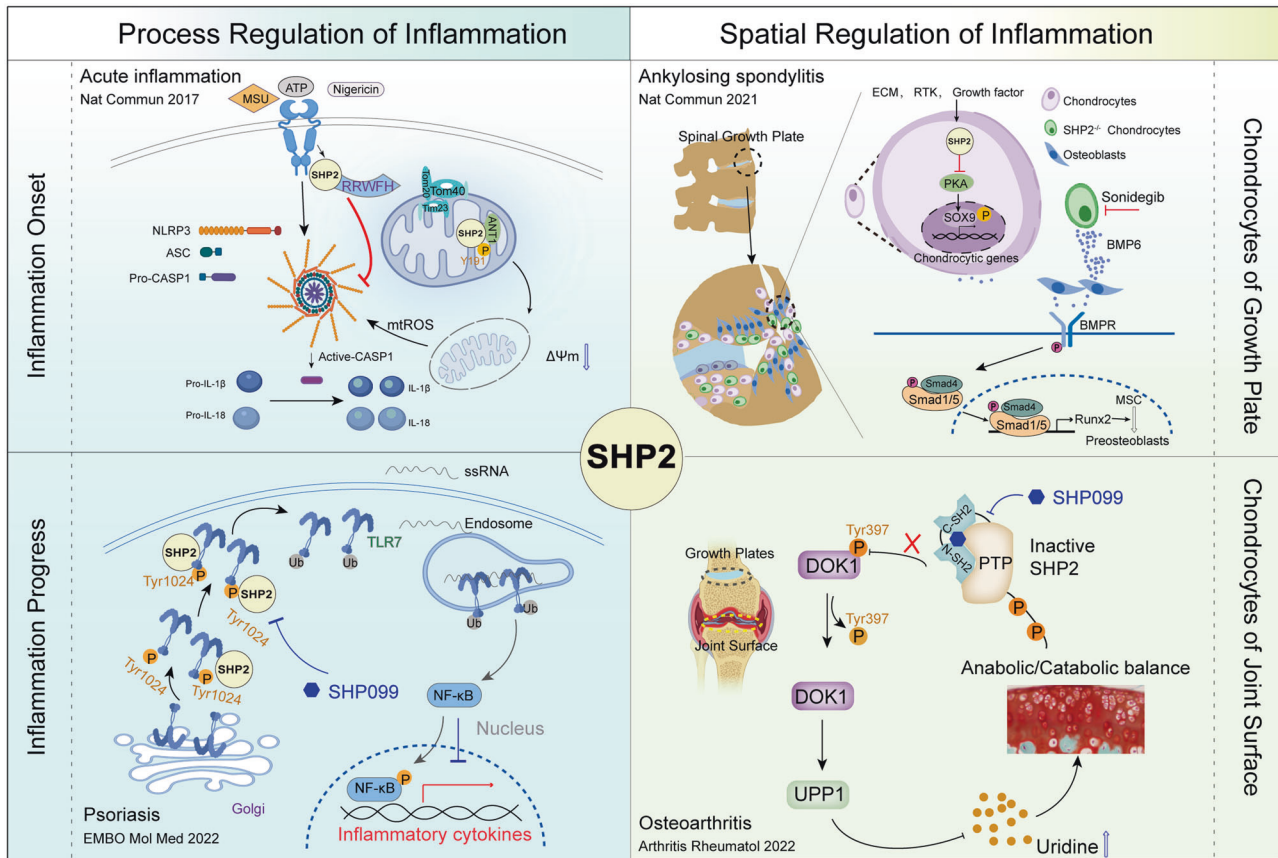 Process Regulation of Inflammation
Spatial Regulation of Inflammation
Inflammation Onset
Acute inflammation
Nat Commun 2017
MSU
ATP
Nigericin
SHP2
RRWFH
Tom20
Tom40
Tim23
SHP2
ANT1
P
Y191
NLRP3
ASC
Pro-CASP1
mtROS
ΔΨm
Active-CASP1
Pro-IL-1β
IL-1β
Pro-IL-18
IL-18
Ankylosing spondylitis
Nat Commun 2021
Spinal Growth Plate
ECM, RTK, Growth factor
SHP2
PKA
SOX9
P
Chondrocytic genes
Chondrocytes
SHP2-/- Chondrocytes
Osteoblasts
Sonidegib
BMP6
BMPR
P
P
Smad4
Smad1/5
P
Smad4
Smad1/5
Runx2
MSC
Preosteoblasts
Chondrocytes of Growth Plate
SHP2
Inflammation Progress
ssRNA
Endosome
TLR7
Ub
Ub
SHP2
P
Tyr1024
P
SHP2
Tyr1024
P
Tyr1024
P
SHP2
Tyr1024
SHP099
Ub
Ub
NF-κB
Nucleus
NF-κB
P
Inflammatory cytokines
Golgi
Psoriasis
EMBO Mol Med 2022
Growth Plates
Joint Surface
Tyr397
P
DOK1
Tyr397
P
DOK1
UPP1
Uridine
SHP099
C-SH2
N-SH2
PTP
Inactive
SHP2
P
P
Anabolic/Catabolic balance
Osteoarthritis
Arthritis Rheumatol 2022
Chondrocytes of Joint Surface